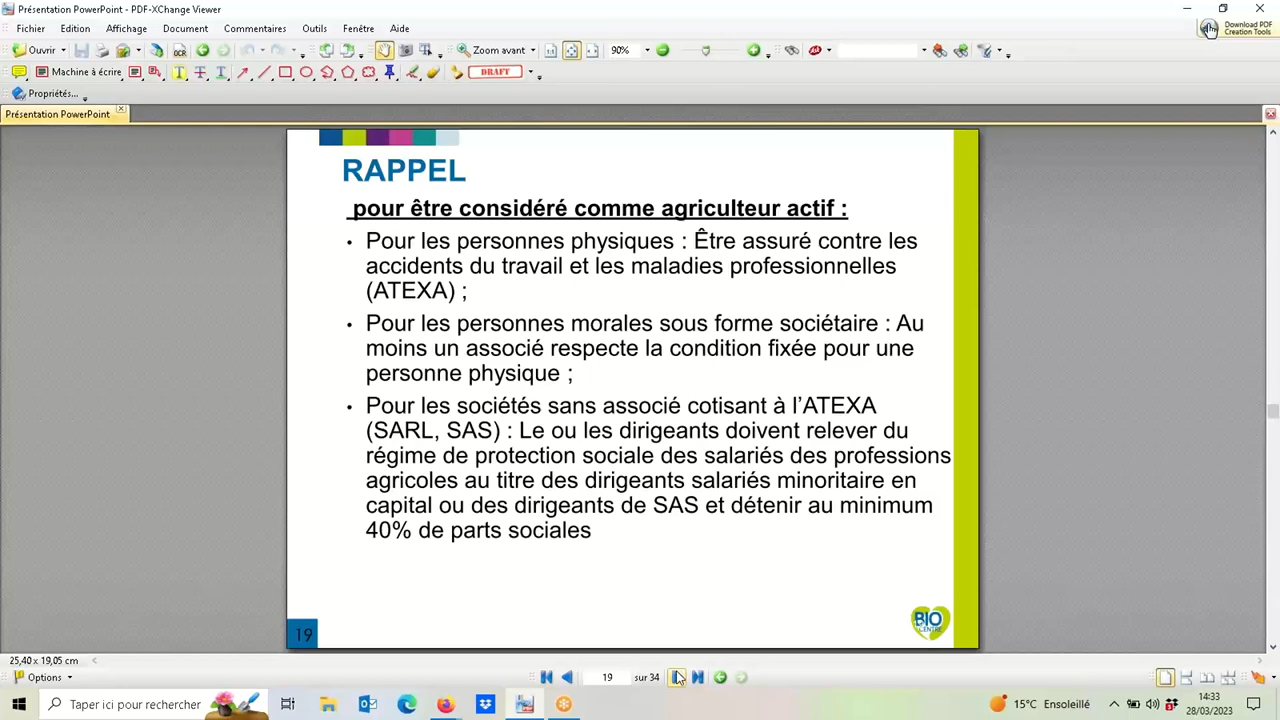 Présentation PowerPoint - PDF-XChange Viewer
Fichier Edition Affichage Document Commentaires Outils Fenêtre Aide
Download PDF
Creation Tools
Ouvrir OCR Zoom avant 90%
Machine à écrire DRAFT
Propriétés...
Présentation PowerPoint
RAPPEL
pour être considéré comme agriculteur actif :
• Pour les personnes physiques : Être assuré contre les
accidents du travail et les maladies professionnelles
(ATEXA) ;
• Pour les personnes morales sous forme sociétaire : Au
moins un associé respecte la condition fixée pour une
personne physique ;
• Pour les sociétés sans associé cotisant à l’ATEXA
(SARL, SAS) : Le ou les dirigeants doivent relever du
régime de protection sociale des salariés des professions
agricoles au titre des dirigeants salariés minoritaire en
capital ou des dirigeants de SAS et détenir au minimum
40% de parts sociales
19
BIO
CENTRE
25,40 x 19,05 cm
Options 19 sur 34
Taper ici pour rechercher
15°C Ensoleillé
14:33
28/03/2023